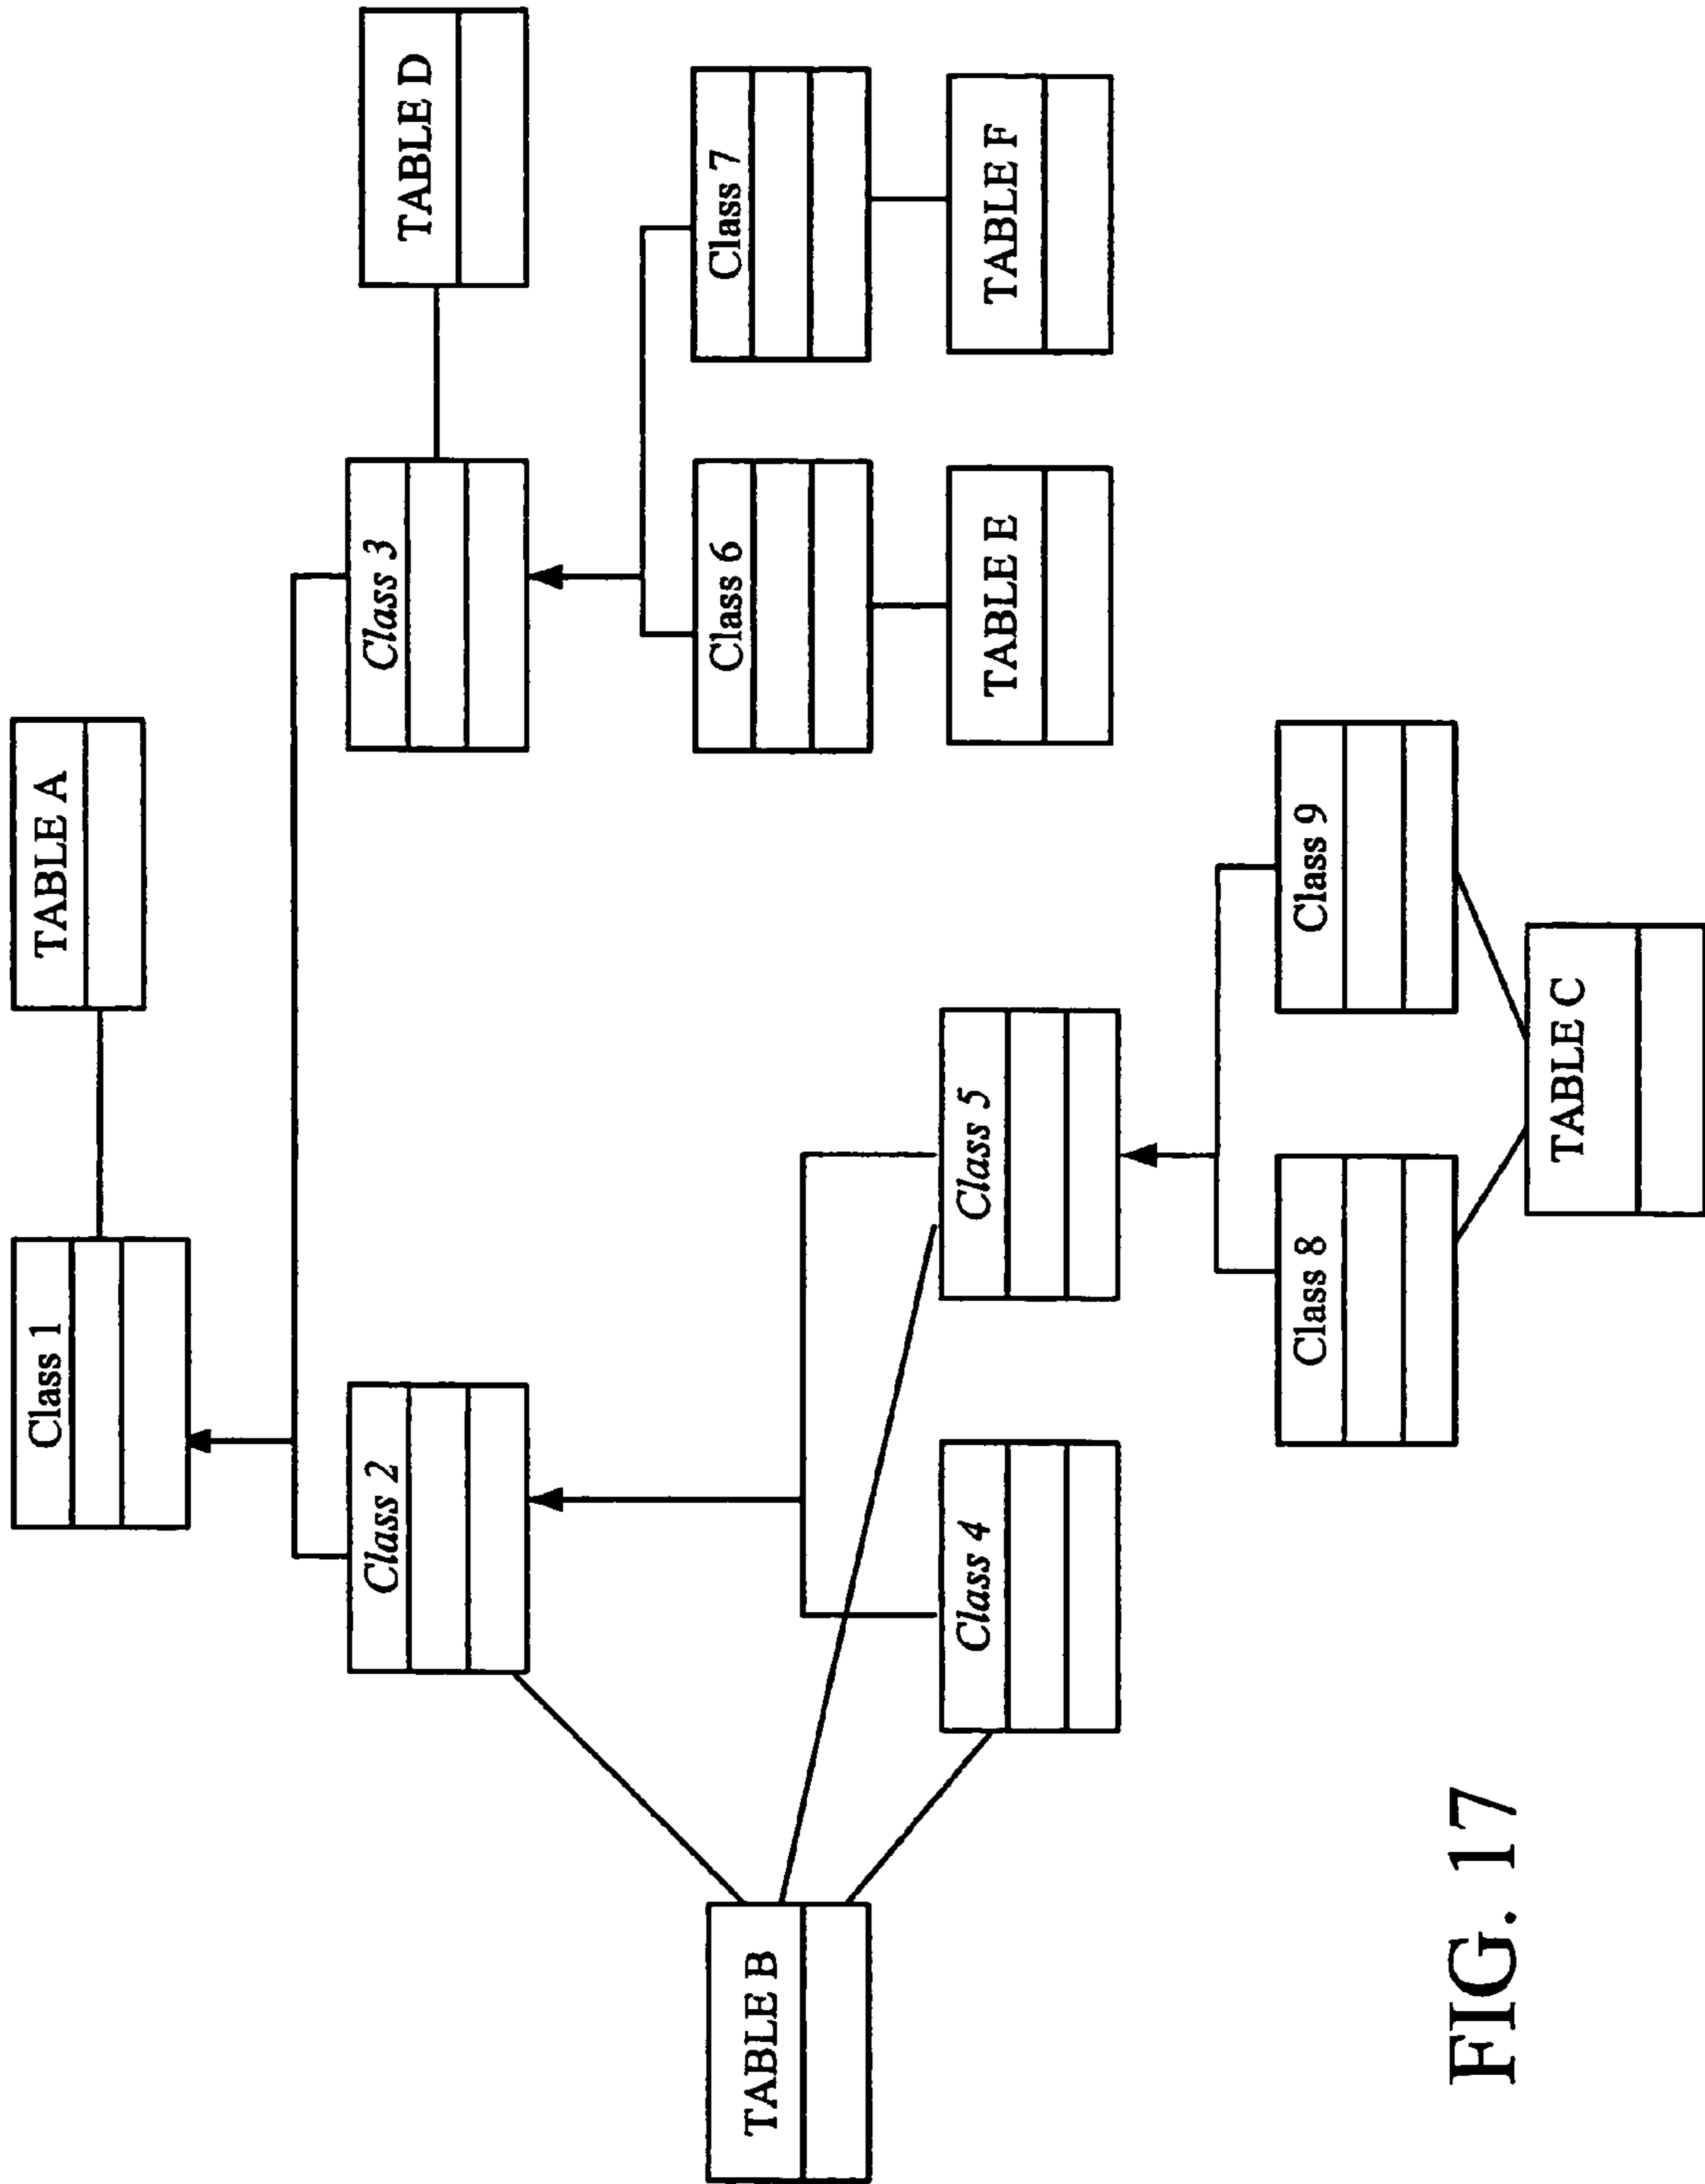 Class 1
TABLE A
Class 2
Class 3
TABLE D
TABLE B
Class 6
Class 7
Class 4
Class 5
TABLE E
TABLE F
Class 8
Class 9
TABLE C
FIG. 17